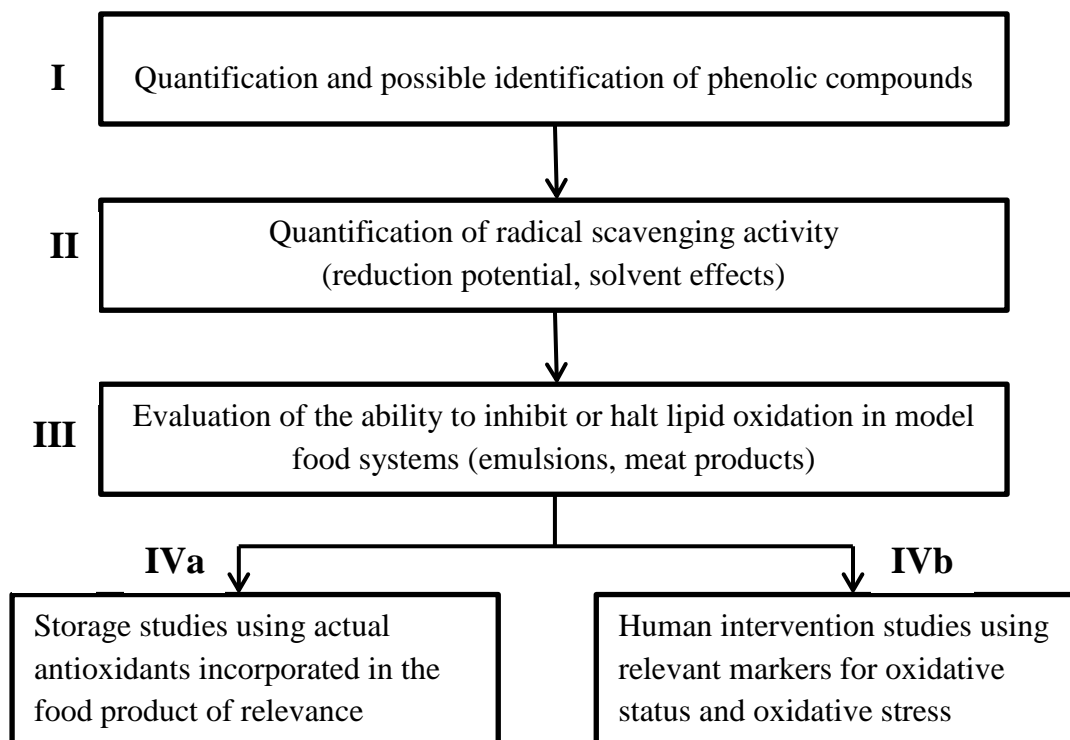 I
Quantification and possible identification of phenolic compounds
II
Quantification of radical scavenging activity
(reduction potential, solvent effects)
III
Evaluation of the ability to inhibit or halt lipid oxidation in model
food systems (emulsions, meat products)
IVa
IVb
Storage studies using actual
antioxidants incorporated in the
food product of relevance
Human intervention studies using
relevant markers for oxidative
status and oxidative stress